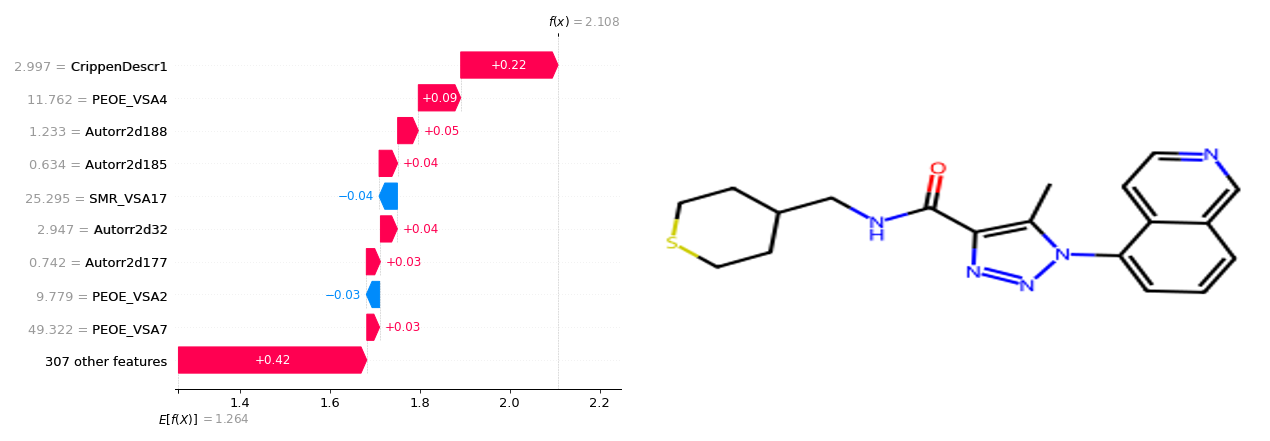 f(x) = 2.108
2.997 = CrippenDescr1
+0.22
11.762 = PEOE_VSA4
+0.09
1.233 = Autorr2d188
+0.05
0.634 = Autorr2d185
+0.04
25.295 = SMR_VSA17
−0.04
2.947 = Autorr2d32
+0.04
0.742 = Autorr2d177
+0.03
9.779 = PEOE_VSA2
−0.03
49.322 = PEOE_VSA7
+0.03
307 other features
+0.42
1.4 1.6 1.8 2.0 2.2
E[f(X)] = 1.264
O
N
S
N
H
N
N
N